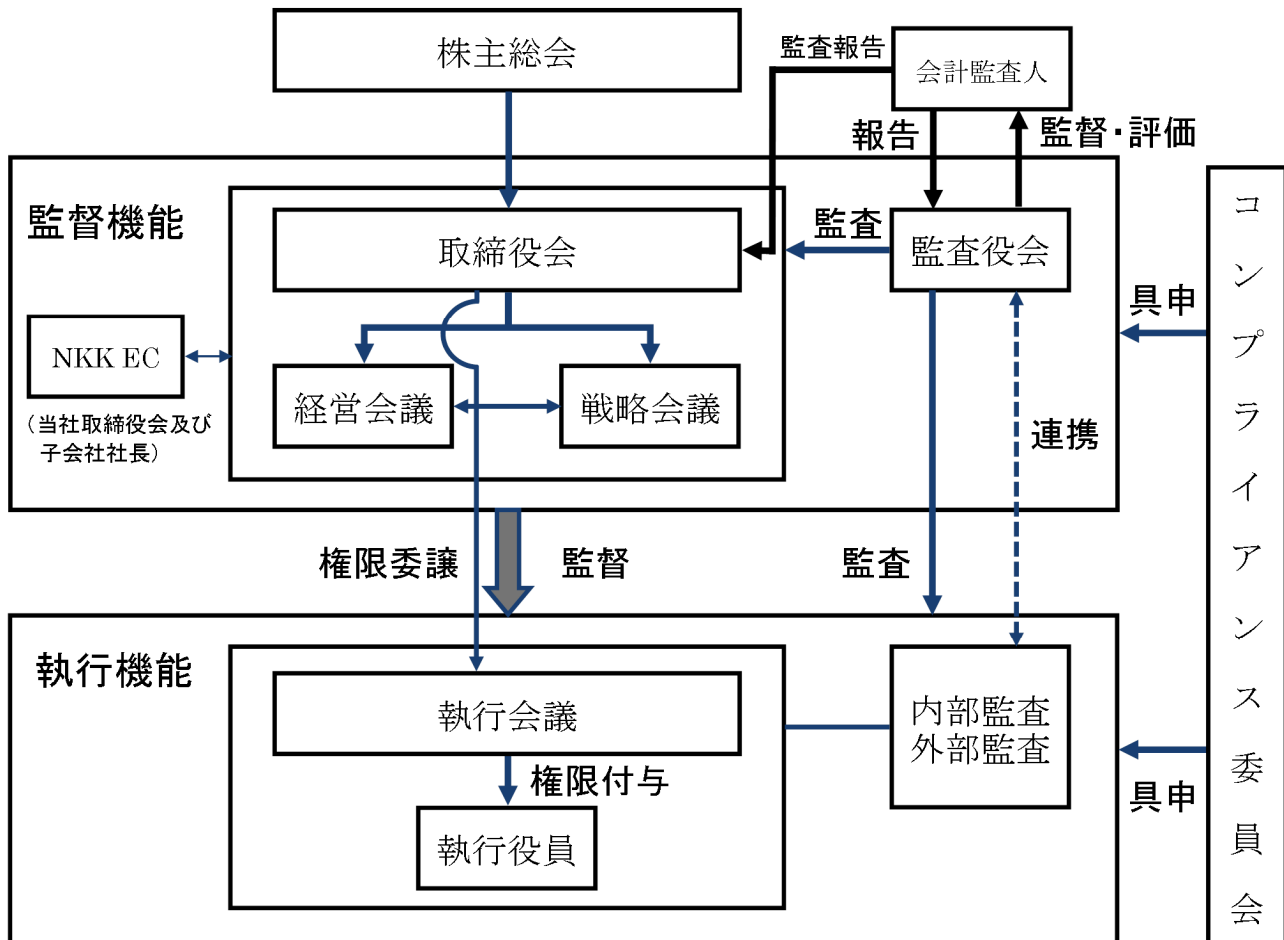 株主総会
監査報告
会計監査人
報告
監督・評価
監督機能
取締役会
監査
監査役会
具申
NKK EC
（当社取締役会及び
子会社社長）
経営会議
戦略会議
連携
権限委譲
監督
監査
執行機能
執行会議
内部監査
外部監査
権限付与
執行役員
具申
コンプライアンス委員会